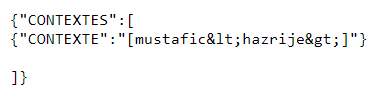 {"CONTEXTES":[
{"CONTEXTE":"[mustafic&lt;hazrije&gt;]"}
]}